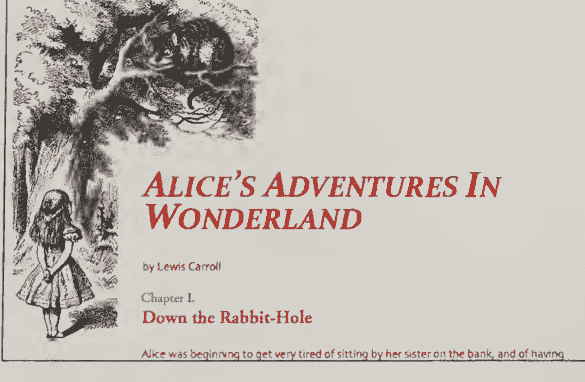 ALICE'S ADVENTURES IN
WONDERLAND
by Lewis Carroll
Chapter I.
Down the Rabbit-Hole
Alice was beginning to get very tired of sitting by her sister on the bank, and of having